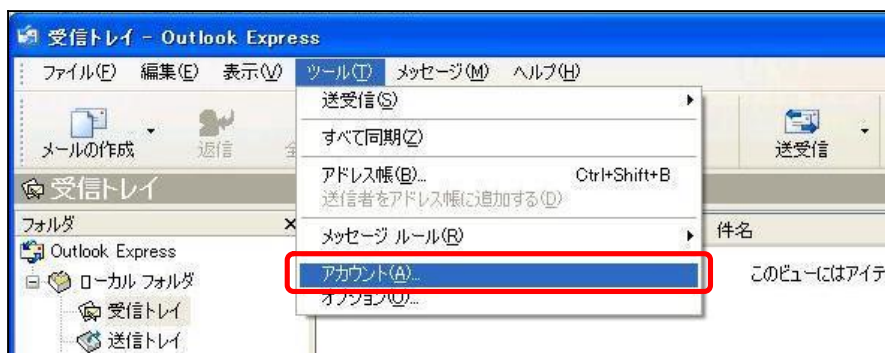 受信トレイ - Outlook Express
ファイル(F) 編集(E) 表示(V) ツール(T) メッセージ(M) ヘルプ(H)
送受信(S)
すべて同期(Z)
メールの作成 返信 全 送受信
アドレス帳(B)... Ctrl+Shift+B
送信者をアドレス帳に追加する(D)
受信トレイ
フォルダ ×
メッセージ ルール(R)
件名
Outlook Express
アカウント(A)...
このビューにはアイテ
ローカル フォルダ
オプション(O)...
受信トレイ
送信トレイ